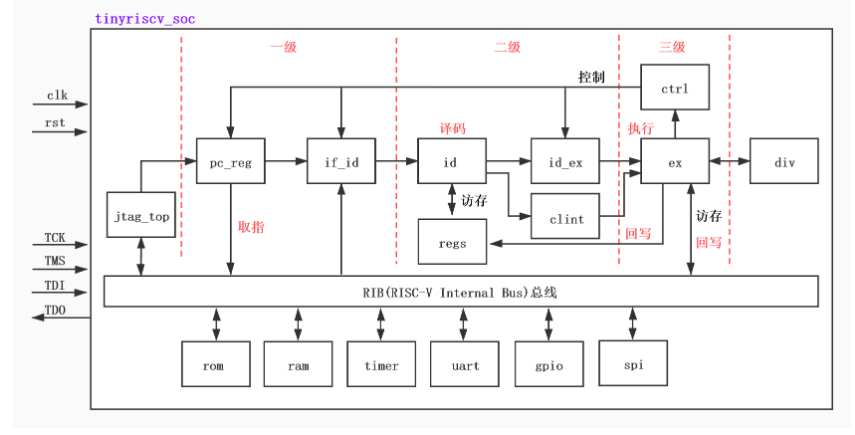 tinyriscv_soc
一级
二级
三级
控制
ctrl
clk
rst
译码
执行
pc_reg
if_id
id
id_ex
ex
div
jtag_top
取指
访存
clint
访存
regs
回写
回写
TCK
TMS
TDI
TDO
RIB(RISC-V Internal Bus)总线
rom
ram
timer
uart
gpio
spi